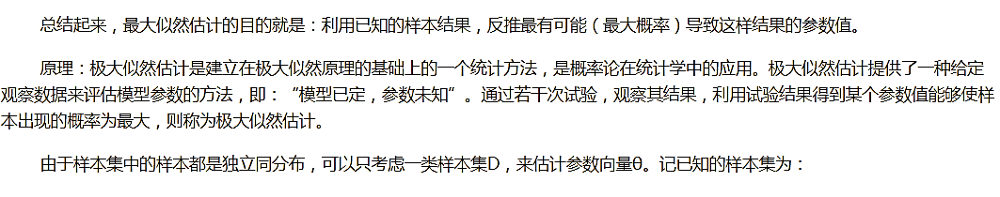 总结起来，最大似然估计的目的就是：利用已知的样本结果，反推最有可能（最大概率）导致这样结果的参数值。
原理：极大似然估计是建立在极大似然原理的基础上的一个统计方法，是概率论在统计学中的应用。极大似然估计提供了一种给定
观察数据来评估模型参数的方法，即：“模型已定，参数未知”。通过若干次试验，观察其结果，利用试验结果得到某个参数值能够使样
本出现的概率为最大，则称为极大似然估计。
由于样本集中的样本都是独立同分布，可以只考虑一类样本集D，来估计参数向量θ。记已知的样本集为：